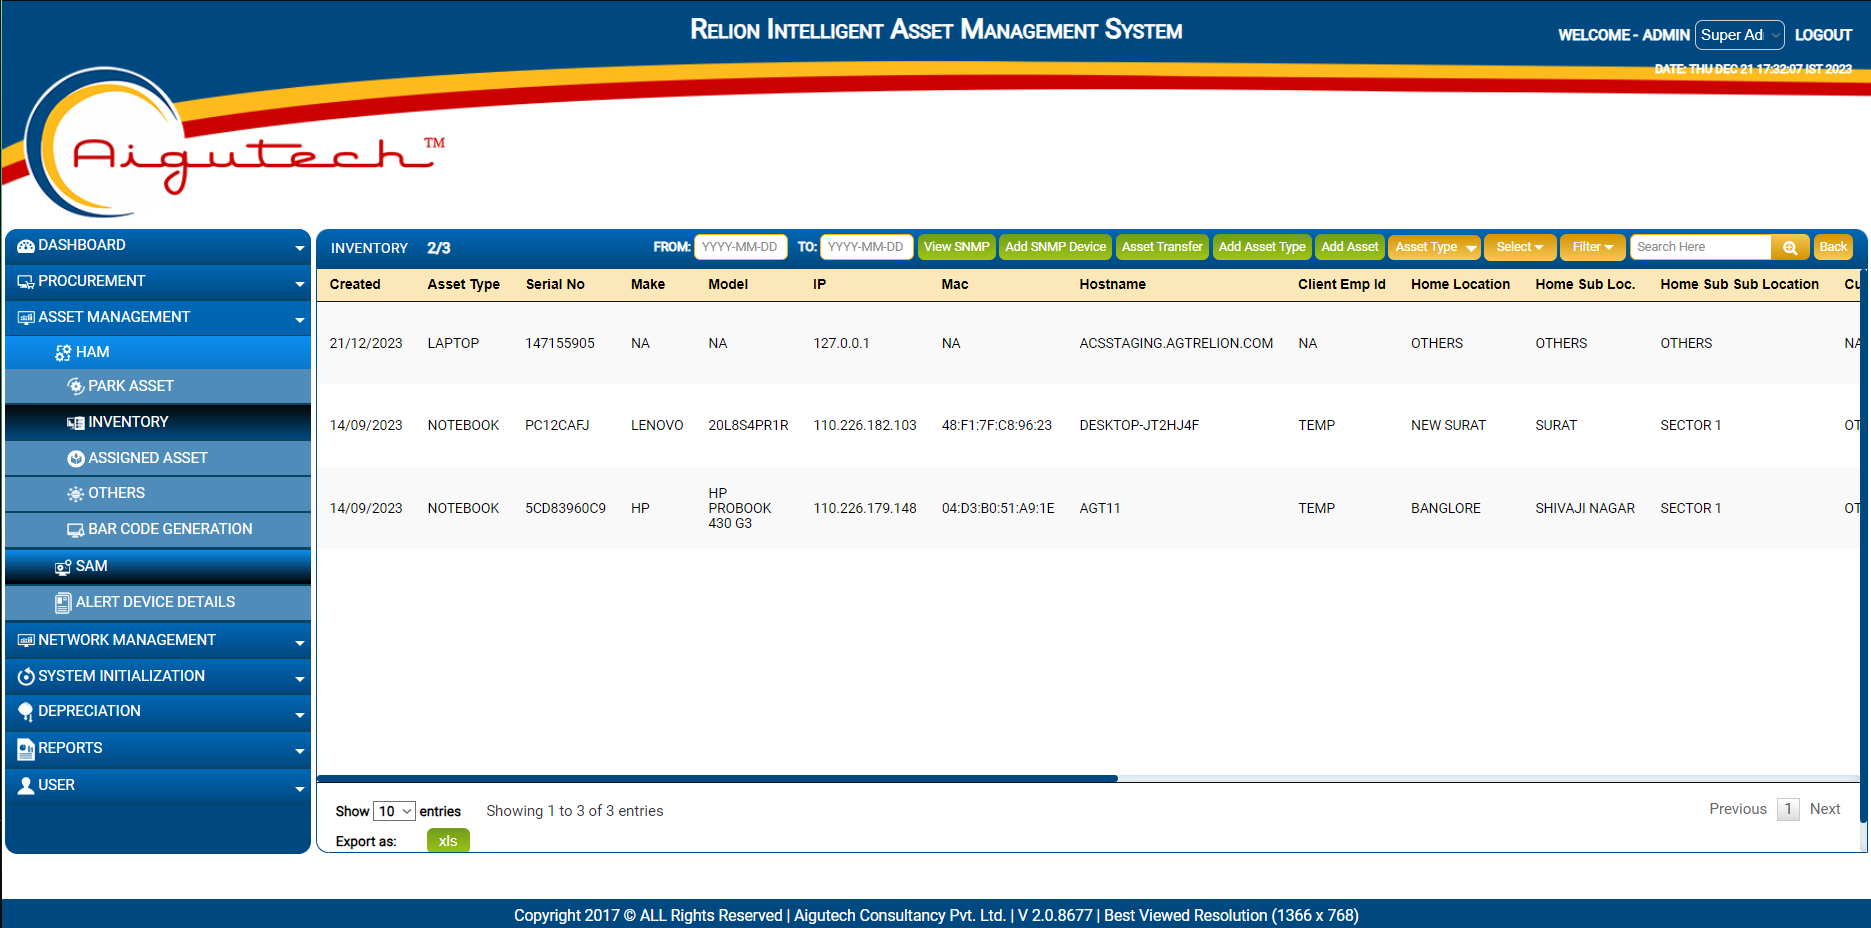 RELION INTELLIGENT ASSET MANAGEMENT SYSTEM
WELCOME - ADMIN Super Ad LOGOUT
DATE: THU DEC 21 17:32:07 IST 2023
Aigutech TM
DASHBOARD
PROCUREMENT
ASSET MANAGEMENT
HAM
PARK ASSET
INVENTORY
ASSIGNED ASSET
OTHERS
BAR CODE GENERATION
SAM
ALERT DEVICE DETAILS
NETWORK MANAGEMENT
SYSTEM INITIALIZATION
DEPRECIATION
REPORTS
USER
INVENTORY 2/3 FROM: YYYY-MM-DD TO: YYYY-MM-DD View SNMP Add SNMP Device Asset Transfer Add Asset Type Add Asset Asset Type Select Filter Search Here Back
Created Asset Type Serial No Make Model IP Mac Hostname Client Emp Id Home Location Home Sub Loc. Home Sub Sub Location Cu
21/12/2023 LAPTOP 147155905 NA NA 127.0.0.1 NA ACSSTAGING.AGTRELION.COM NA OTHERS OTHERS OTHERS NA
14/09/2023 NOTEBOOK PC12CAFJ LENOVO 20L8S4PR1R 110.226.182.103 48:F1:7F:C8:96:23 DESKTOP-JT2HJ4F TEMP NEW SURAT SURAT SECTOR 1 OT
14/09/2023 NOTEBOOK 5CD83960C9 HP HP PROBOOK 430 G3 110.226.179.148 04:D3:B0:51:A9:1E AGT11 TEMP BANGLORE SHIVAJI NAGAR SECTOR 1 OT
Show 10 entries Showing 1 to 3 of 3 entries Previous 1 Next
Export as: xls
Copyright 2017 © ALL Rights Reserved | Aigutech Consultancy Pvt. Ltd. | V 2.0.8677 | Best Viewed Resolution (1366 x 768)